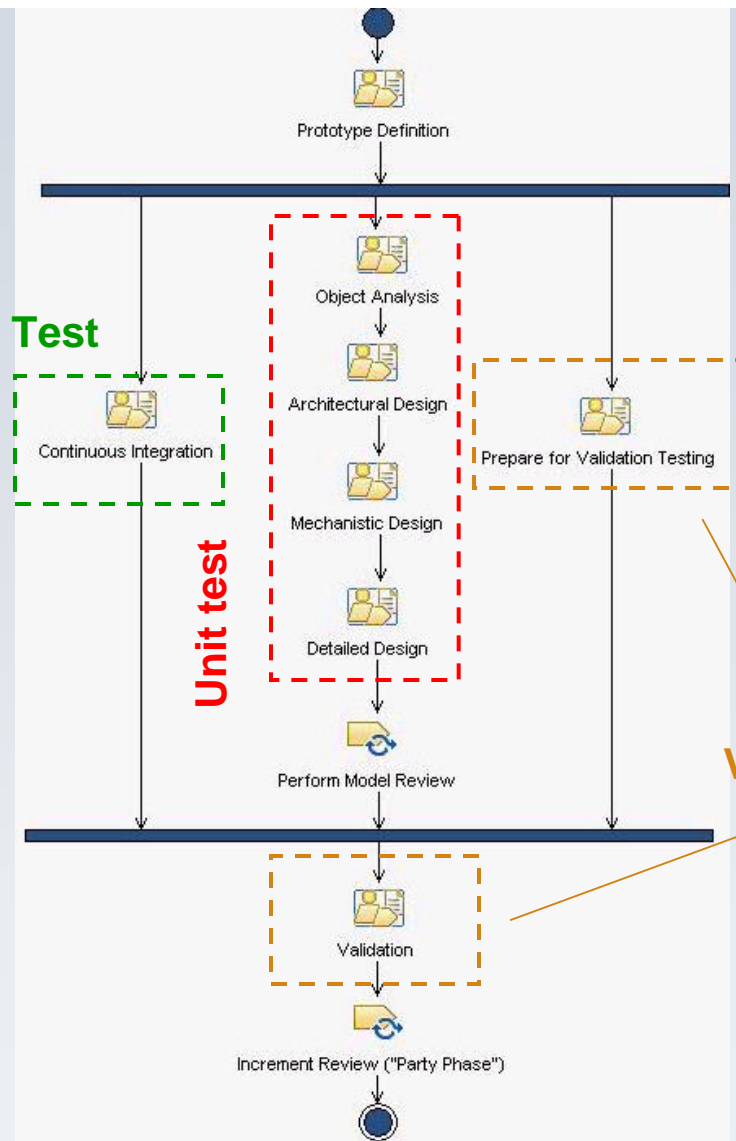 Prototype Definition
Object Analysis
Test
Architectural Design
Continuous Integration
Prepare for Validation Testing
Mechanistic Design
Unit test
Detailed Design
Perform Model Review
Validation
Increment Review ("Party Phase")